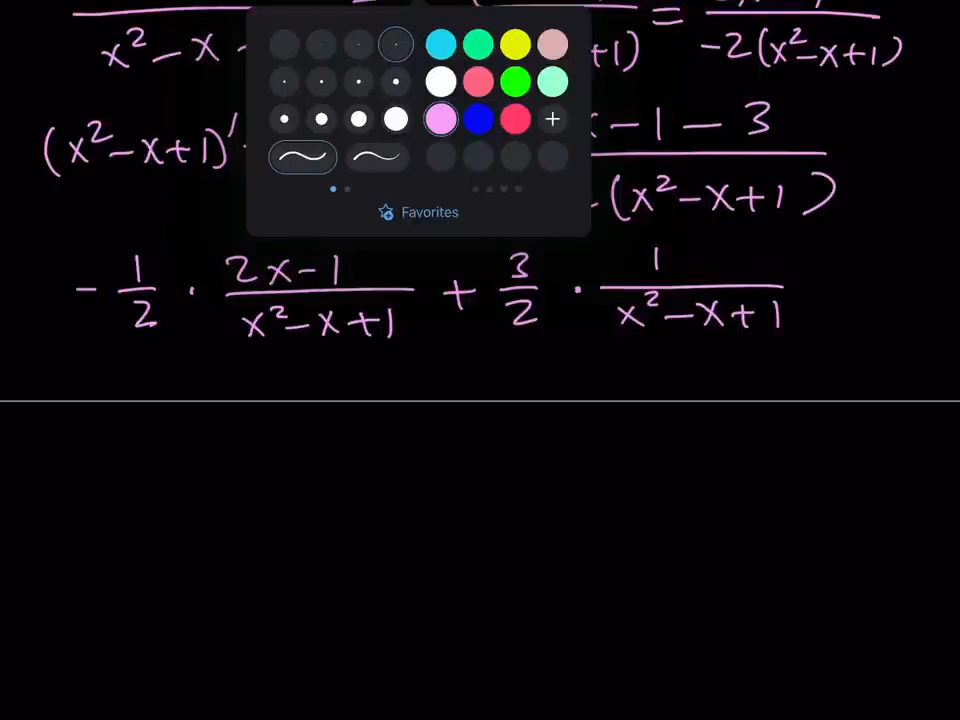 x² − x = −2(x²−x+1)
(x²−x+1)′ − 1 − 3
(x²−x+1)
Favorites
− 1/2 · (2x−1)/(x²−x+1) + 3/2 · 1/(x²−x+1)